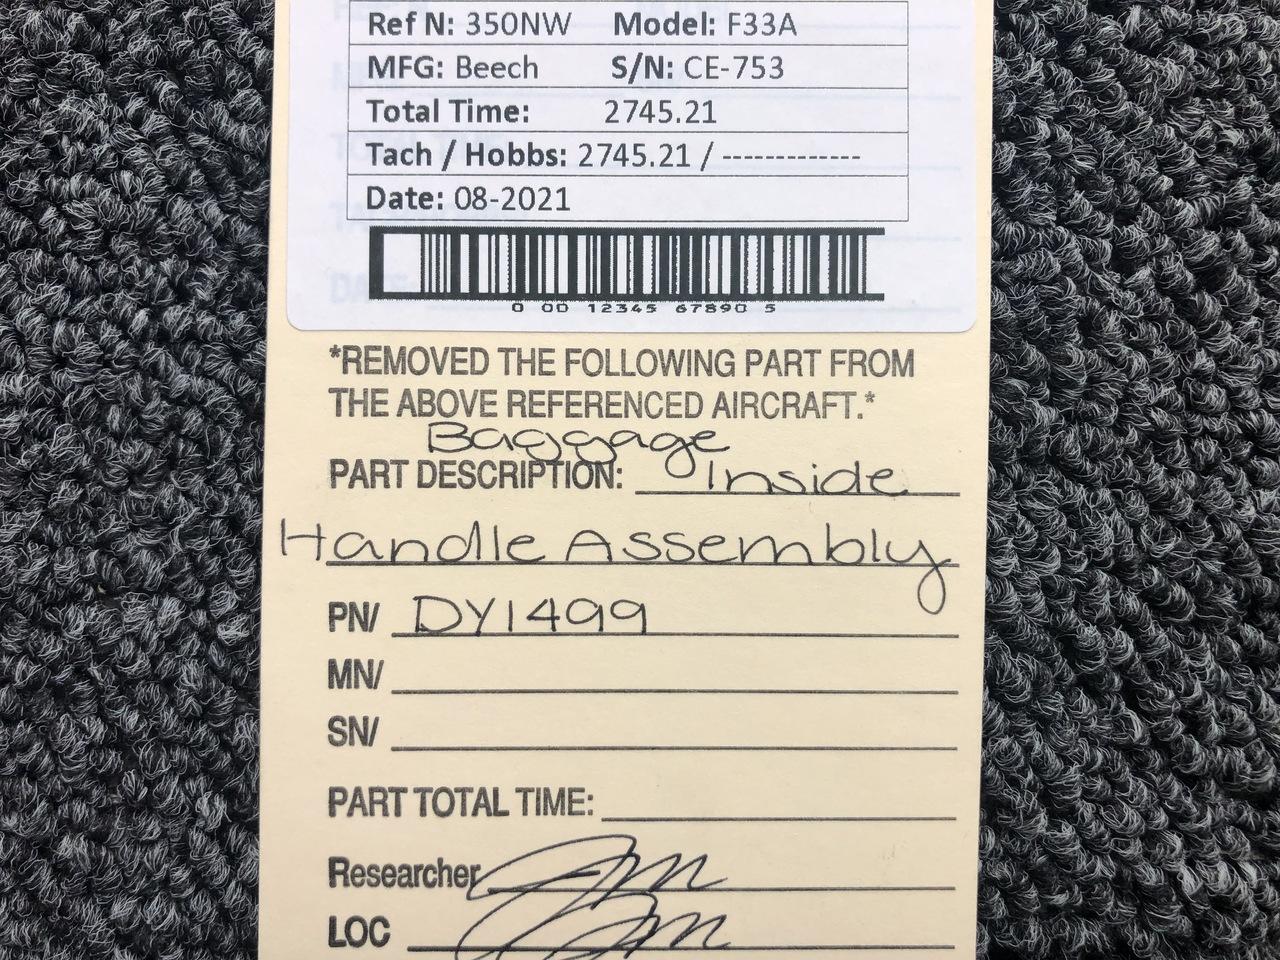 Ref N: 350NW Model: F33A
MFG: Beech S/N: CE-753
Total Time: 2745.21
Tach / Hobbs: 2745.21 / -------------
Date: 08-2021
0 00 12345 67890 5
*REMOVED THE FOLLOWING PART FROM
THE ABOVE REFERENCED AIRCRAFT.*
Baggage
PART DESCRIPTION: Inside
Handle Assembly
PN/ DY1499
MN/
SN/
PART TOTAL TIME:
Researcher
LOC